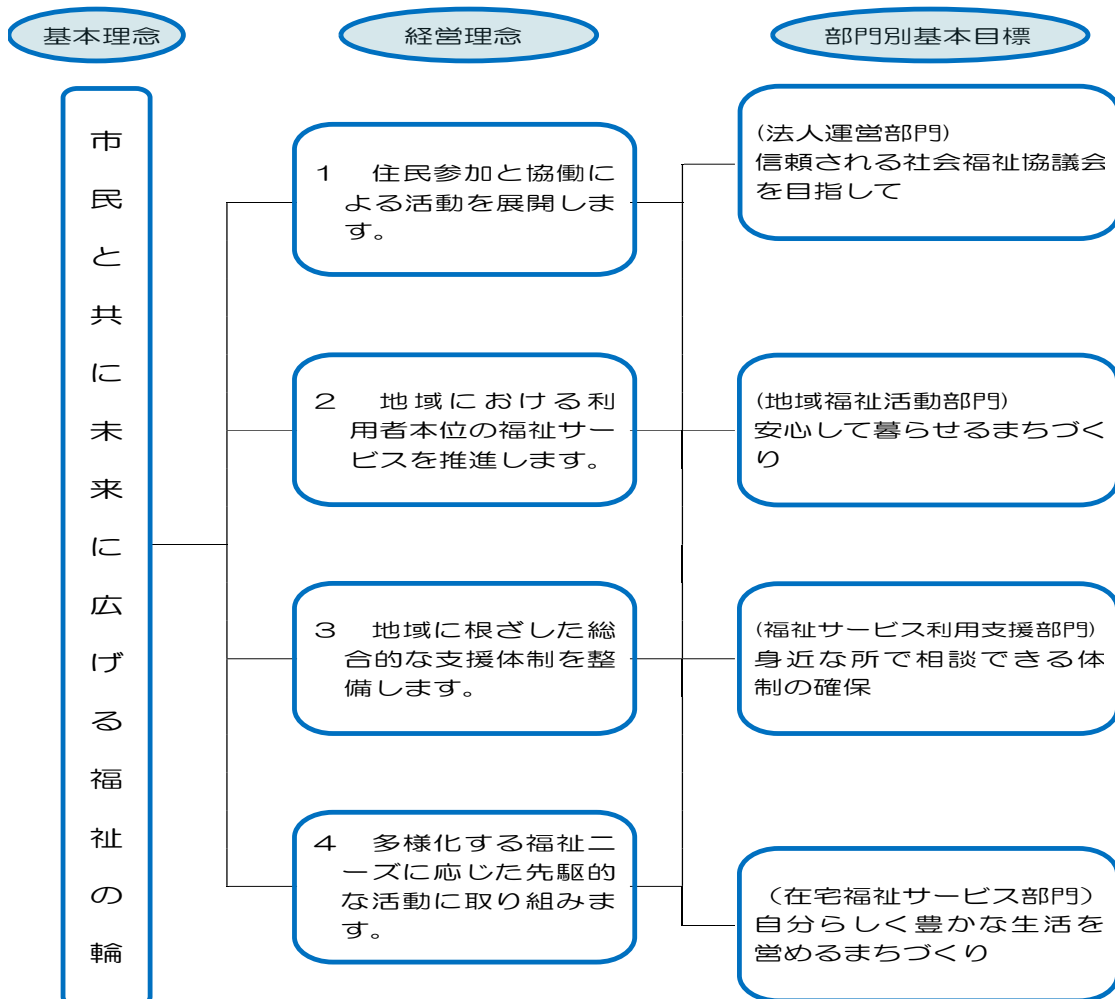 基本理念
経営理念
部門別基本目標
市民と共に未来に広げる福祉の輪
1 住民参加と協働に
よる活動を展開しま
す。
2 地域における利
用者本位の福祉サー
ビスを推進します。
3 地域に根ざした総
合的な支援体制を整
備します。
4 多様化する福祉ニ
ーズに応じた先駆的
な活動に取り組みま
す。
(法人運営部門)
信頼される社会福祉協議会
を目指して
(地域福祉活動部門)
安心して暮らせるまちづく
り
(福祉サービス利用支援部門)
身近な所で相談できる体
制の確保
（在宅福祉サービス部門）
自分らしく豊かな生活を
営めるまちづくり